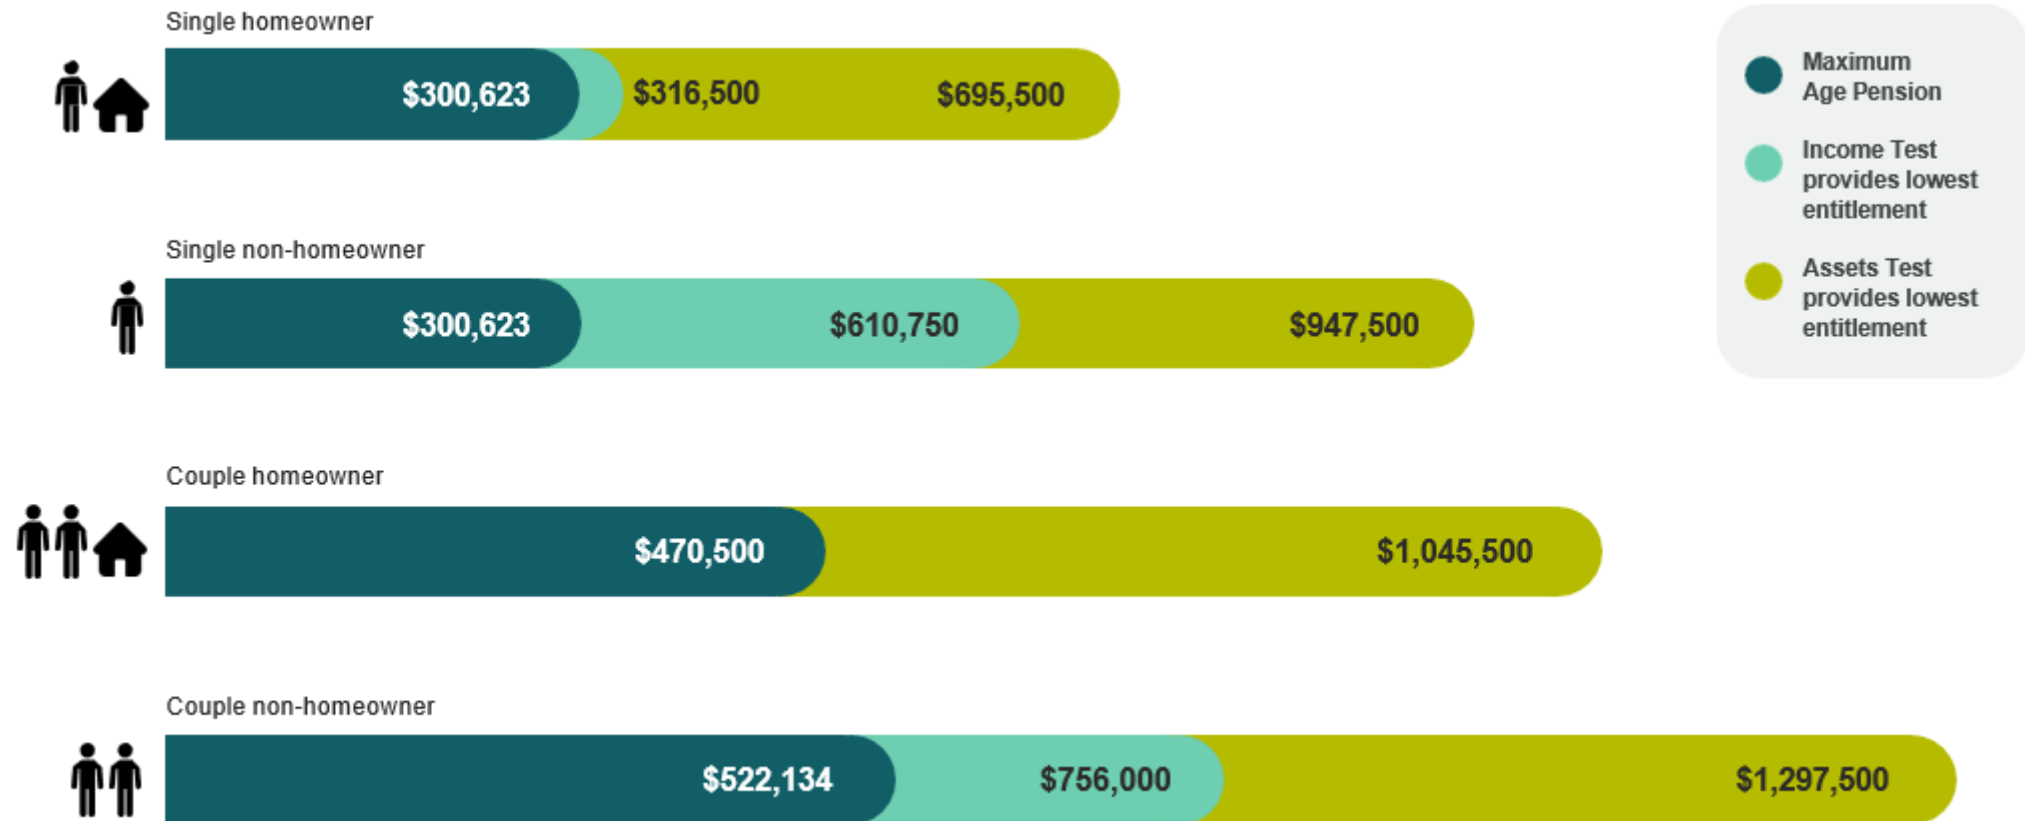 Single homeowner
$300,623 $316,500 $695,500
Single non-homeowner
$300,623 $610,750 $947,500
Couple homeowner
$470,500 $1,045,500
Couple non-homeowner
$522,134 $756,000 $1,297,500
Maximum
Age Pension
Income Test
provides lowest
entitlement
Assets Test
provides lowest
entitlement